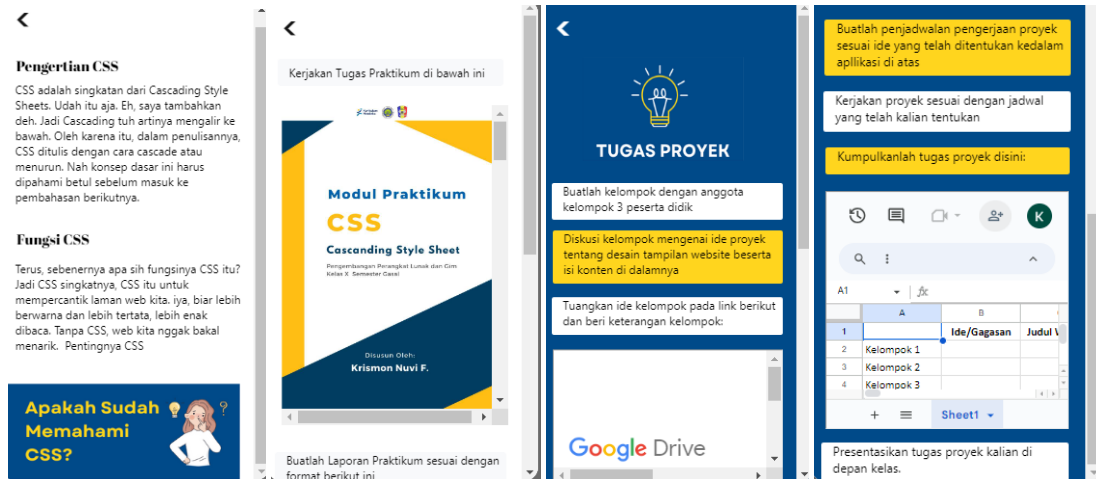 Pengertian CSS
CSS adalah singkatan dari Cascading Style
Sheets. Udah itu aja. Eh, saya tambahkan
deh. Jadi Cascading tuh artinya mengalir ke
bawah. Oleh karena itu, dalam penulisannya,
CSS ditulis dengan cara cascade atau
menurun. Nah konsep dasar ini harus
dipahami betul sebelum masuk ke
pembahasan berikutnya.
Fungsi CSS
Terus, sebenernya apa sih fungsinya CSS itu?
Jadi CSS singkatnya, CSS itu untuk
mempercantik laman web kita. iya, biar lebih
berwarna dan lebih tertata, lebih enak
dibaca. Tanpa CSS, web kita nggak bakal
menarik. Pentingnya CSS
Apakah Sudah
Memahami
CSS?
Kerjakan Tugas Praktikum di bawah ini
Modul Praktikum
CSS
Cascanding Style Sheet
Pengembangan Perangkat Lunak dan Gim
Kelas X Semester Gasal
Disusun Oleh:
Krismon Nuvi F.
Buatlah Laporan Praktikum sesuai dengan
format berikut ini
TUGAS PROYEK
Buatlah kelompok dengan anggota
kelompok 3 peserta didik
Diskusi kelompok mengenai ide proyek
tentang desain tampilan website beserta
isi konten di dalamnya
Tuangkan ide kelompok pada link berikut
dan beri keterangan kelompok:
Google Drive
Buatlah penjadwalan pengerjaan proyek
sesuai ide yang telah ditentukan kedalam
apllikasi di atas
Kerjakan proyek sesuai dengan jadwal
yang telah kalian tentukan
Kumpulkanlah tugas proyek disini:
K
A1 fx
A B
1 Ide/Gagasan Judul
2 Kelompok 1
3 Kelompok 2
4 Kelompok 3
+ Sheet1
Presentasikan tugas proyek kalian di
depan kelas.